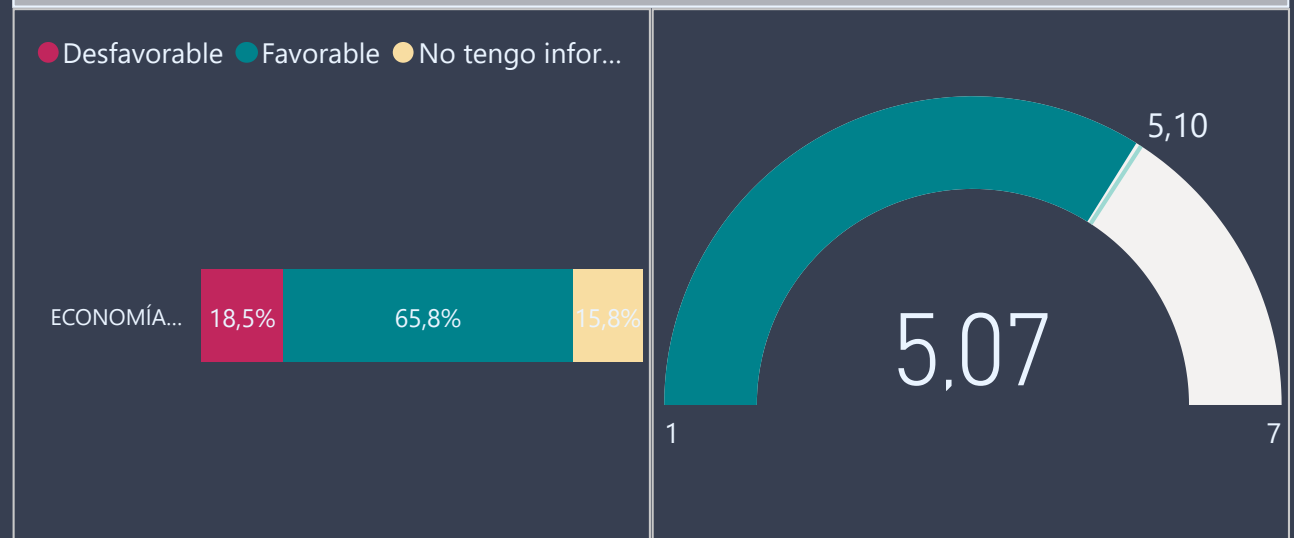 Desfavorable Favorable No tengo infor...
ECONOMÍA... 18,5% 65,8% 15,8%
5,10
5,07
1 7